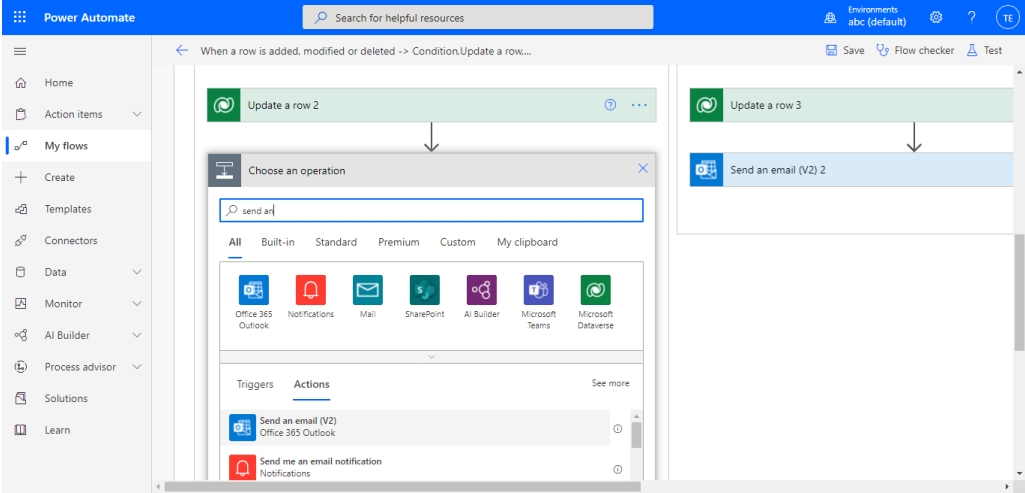 Power Automate
Search for helpful resources
Environments
abc (default)
?
TE
When a row is added, modified or deleted -> Condition,Update a row,...
Save
Flow checker
Test
Home
Action items
My flows
Create
Templates
Connectors
Data
Monitor
AI Builder
Process advisor
Solutions
Learn
Update a row 2
?
...
Choose an operation
send an
All
Built-in
Standard
Premium
Custom
My clipboard
Office 365
Outlook
Notifications
Mail
SharePoint
AI Builder
Microsoft
Teams
Microsoft
Dataverse
Triggers
Actions
See more
Send an email (V2)
Office 365 Outlook
Send me an email notification
Notifications
Update a row 3
Send an email (V2) 2